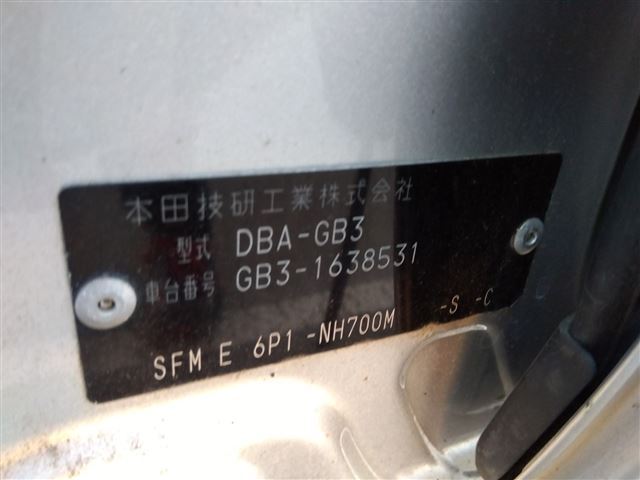 本田技研工業株式会社
型式 DBA-GB3
車台番号 GB3-1638531
SFM E 6P1 -NH700M -S -C